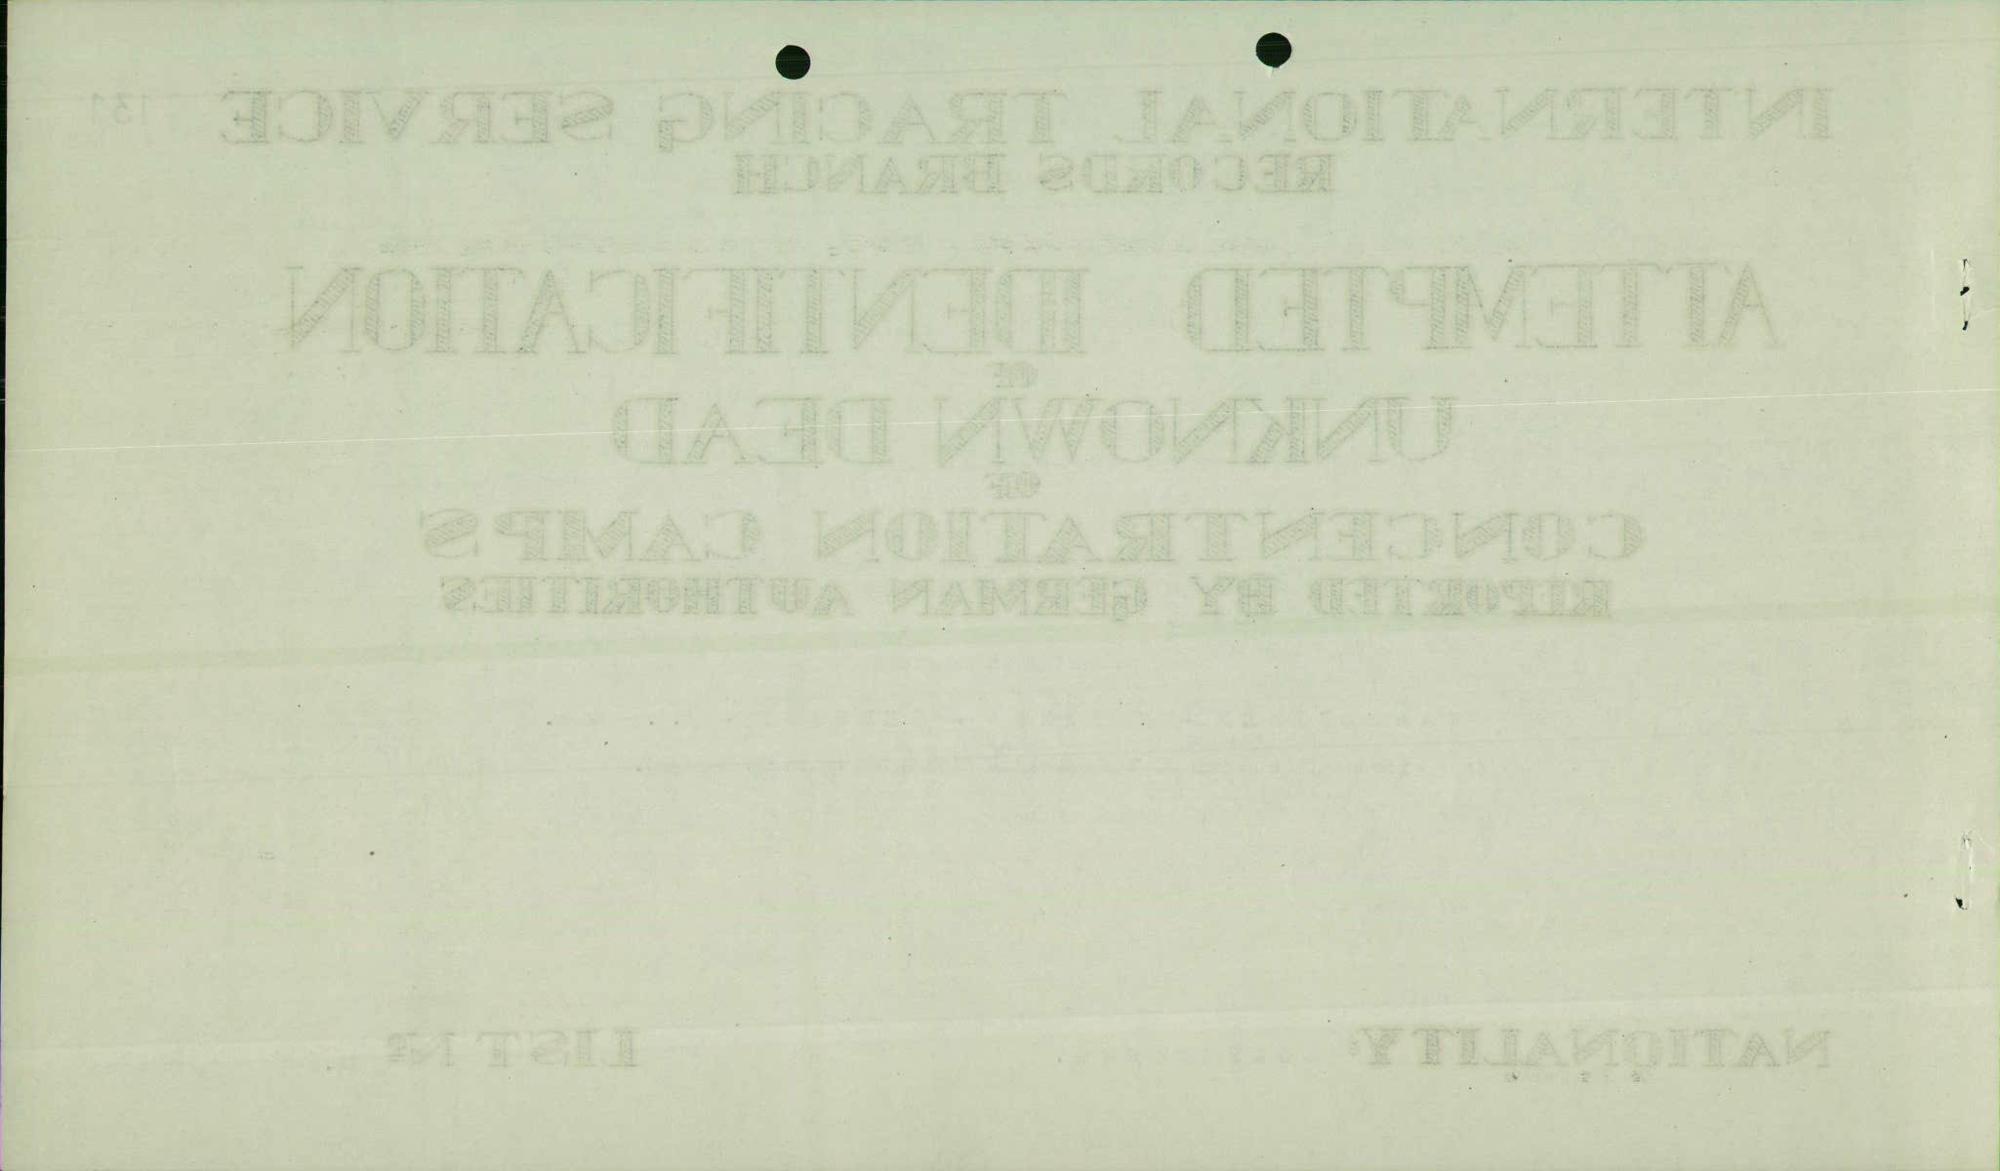 131
INTERNATIONAL TRACING SERVICE
RECORDS BRANCH
ATTEMPTED IDENTIFICATION
OF
UNKNOWN DEAD
OF
CONCENTRATION CAMPS
REPORTED BY GERMAN AUTHORITIES
NATIONALITY: LIST №